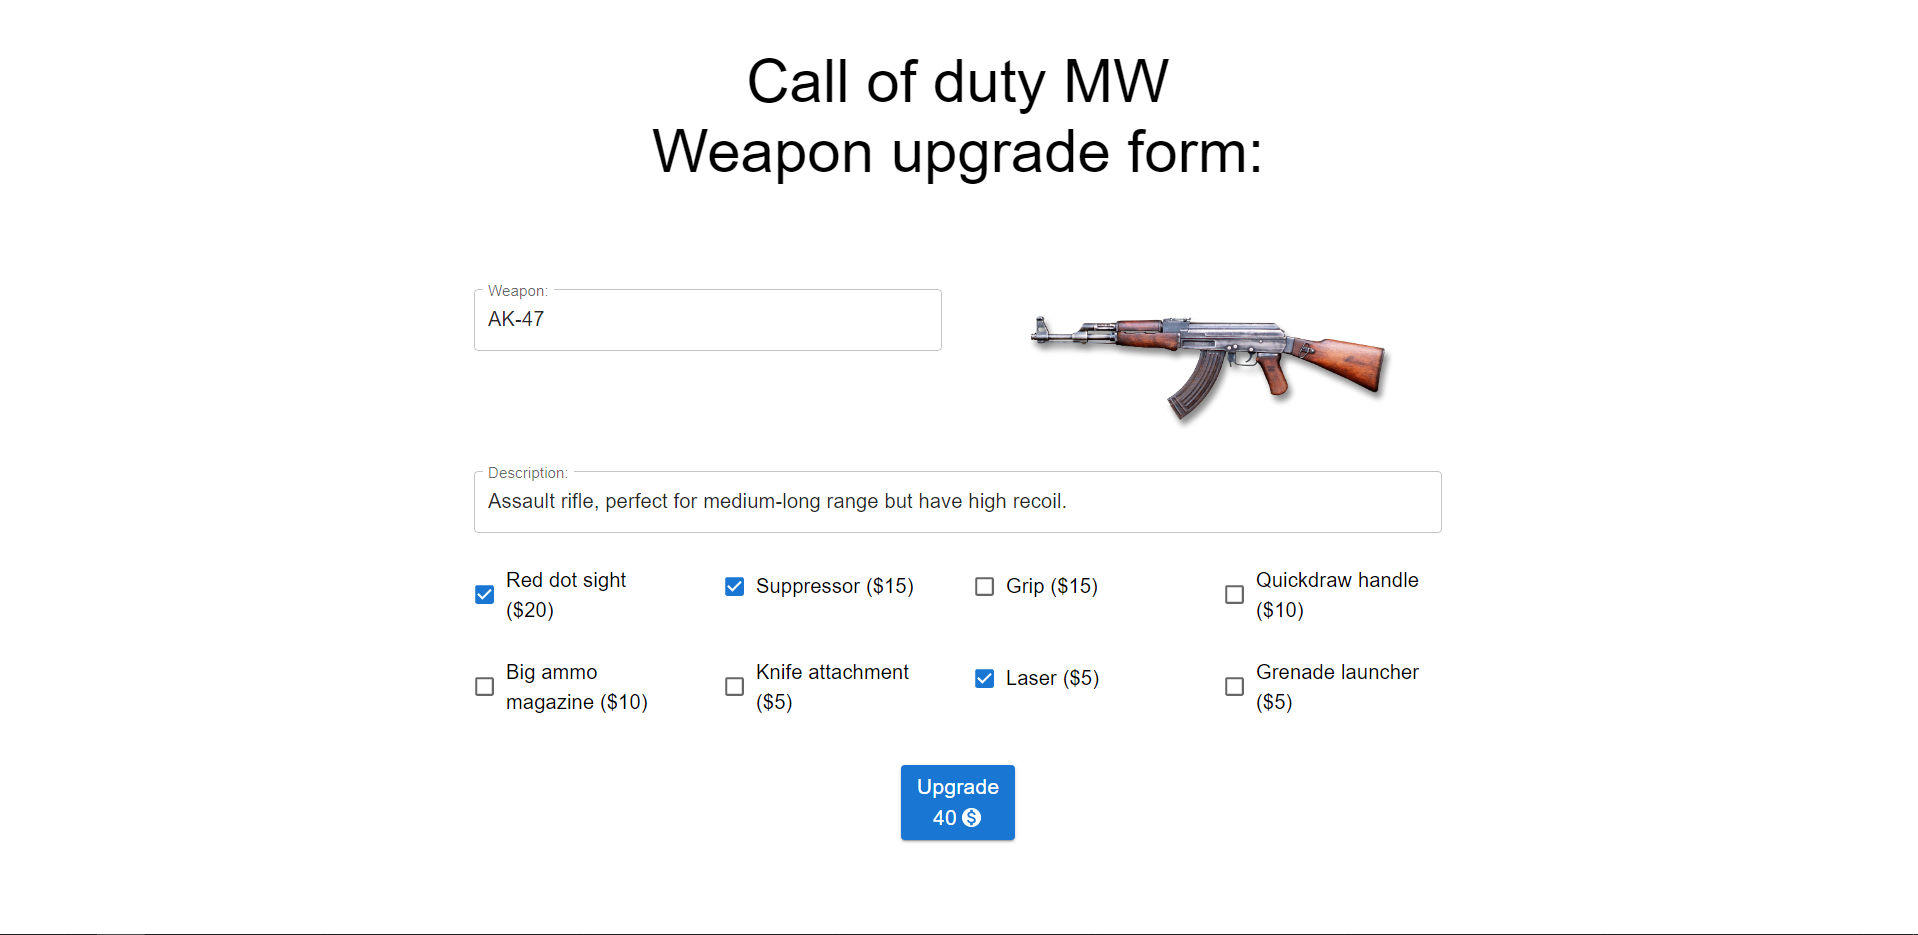 Call of duty MW
Weapon upgrade form:
Weapon:
AK-47
Description:
Assault rifle, perfect for medium-long range but have high recoil.
Red dot sight
($20)
Suppressor ($15)
Grip ($15)
Quickdraw handle
($10)
Big ammo
magazine ($10)
Knife attachment
($5)
Laser ($5)
Grenade launcher
($5)
Upgrade
40 $